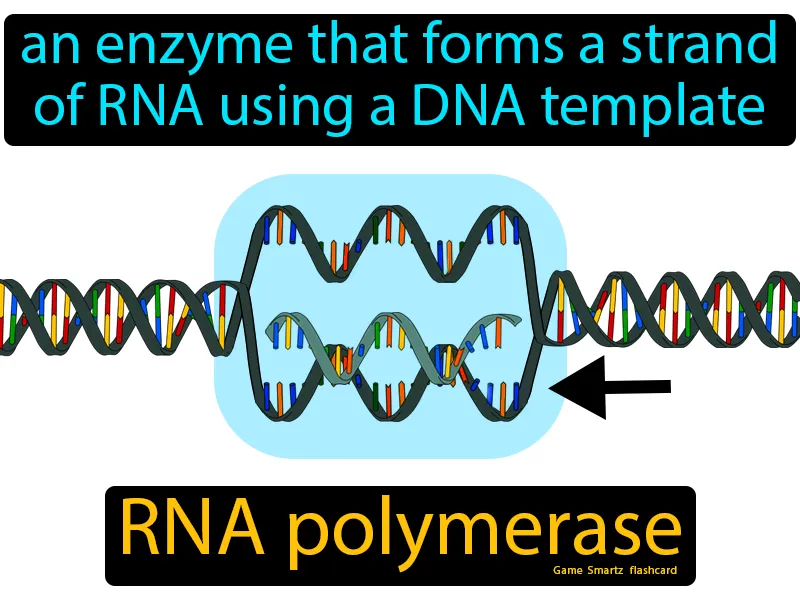 an enzyme that forms a strand
of RNA using a DNA template
RNA polymerase
Game Smartz flashcard